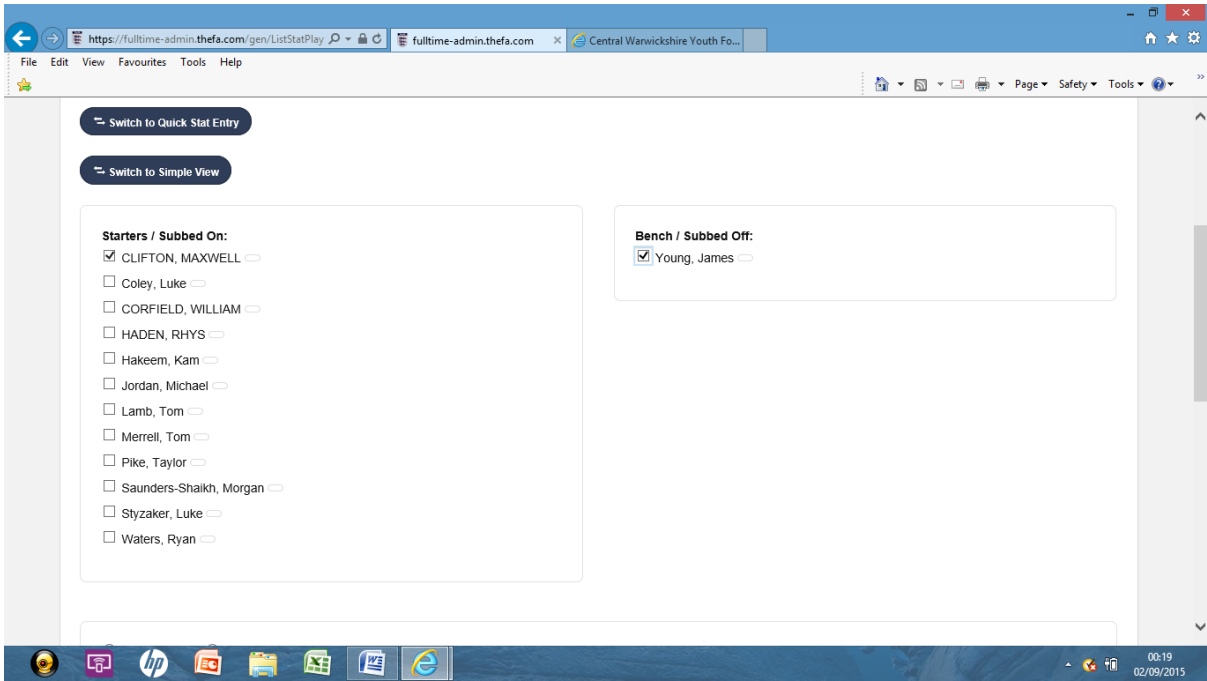 https://fulltime-admin.thefa.com/gen/ListStatPlay
fulltime-admin.thefa.com
Central Warwickshire Youth Fo...
File Edit View Favourites Tools Help
Page Safety Tools
Switch to Quick Stat Entry
Switch to Simple View
Starters / Subbed On:
CLIFTON, MAXWELL
Coley, Luke
CORFIELD, WILLIAM
HADEN, RHYS
Hakeem, Kam
Jordan, Michael
Lamb, Tom
Merrell, Tom
Pike, Taylor
Saunders-Shaikh, Morgan
Styzaker, Luke
Waters, Ryan
Bench / Subbed Off:
Young, James
hp
00:19
02/09/2015